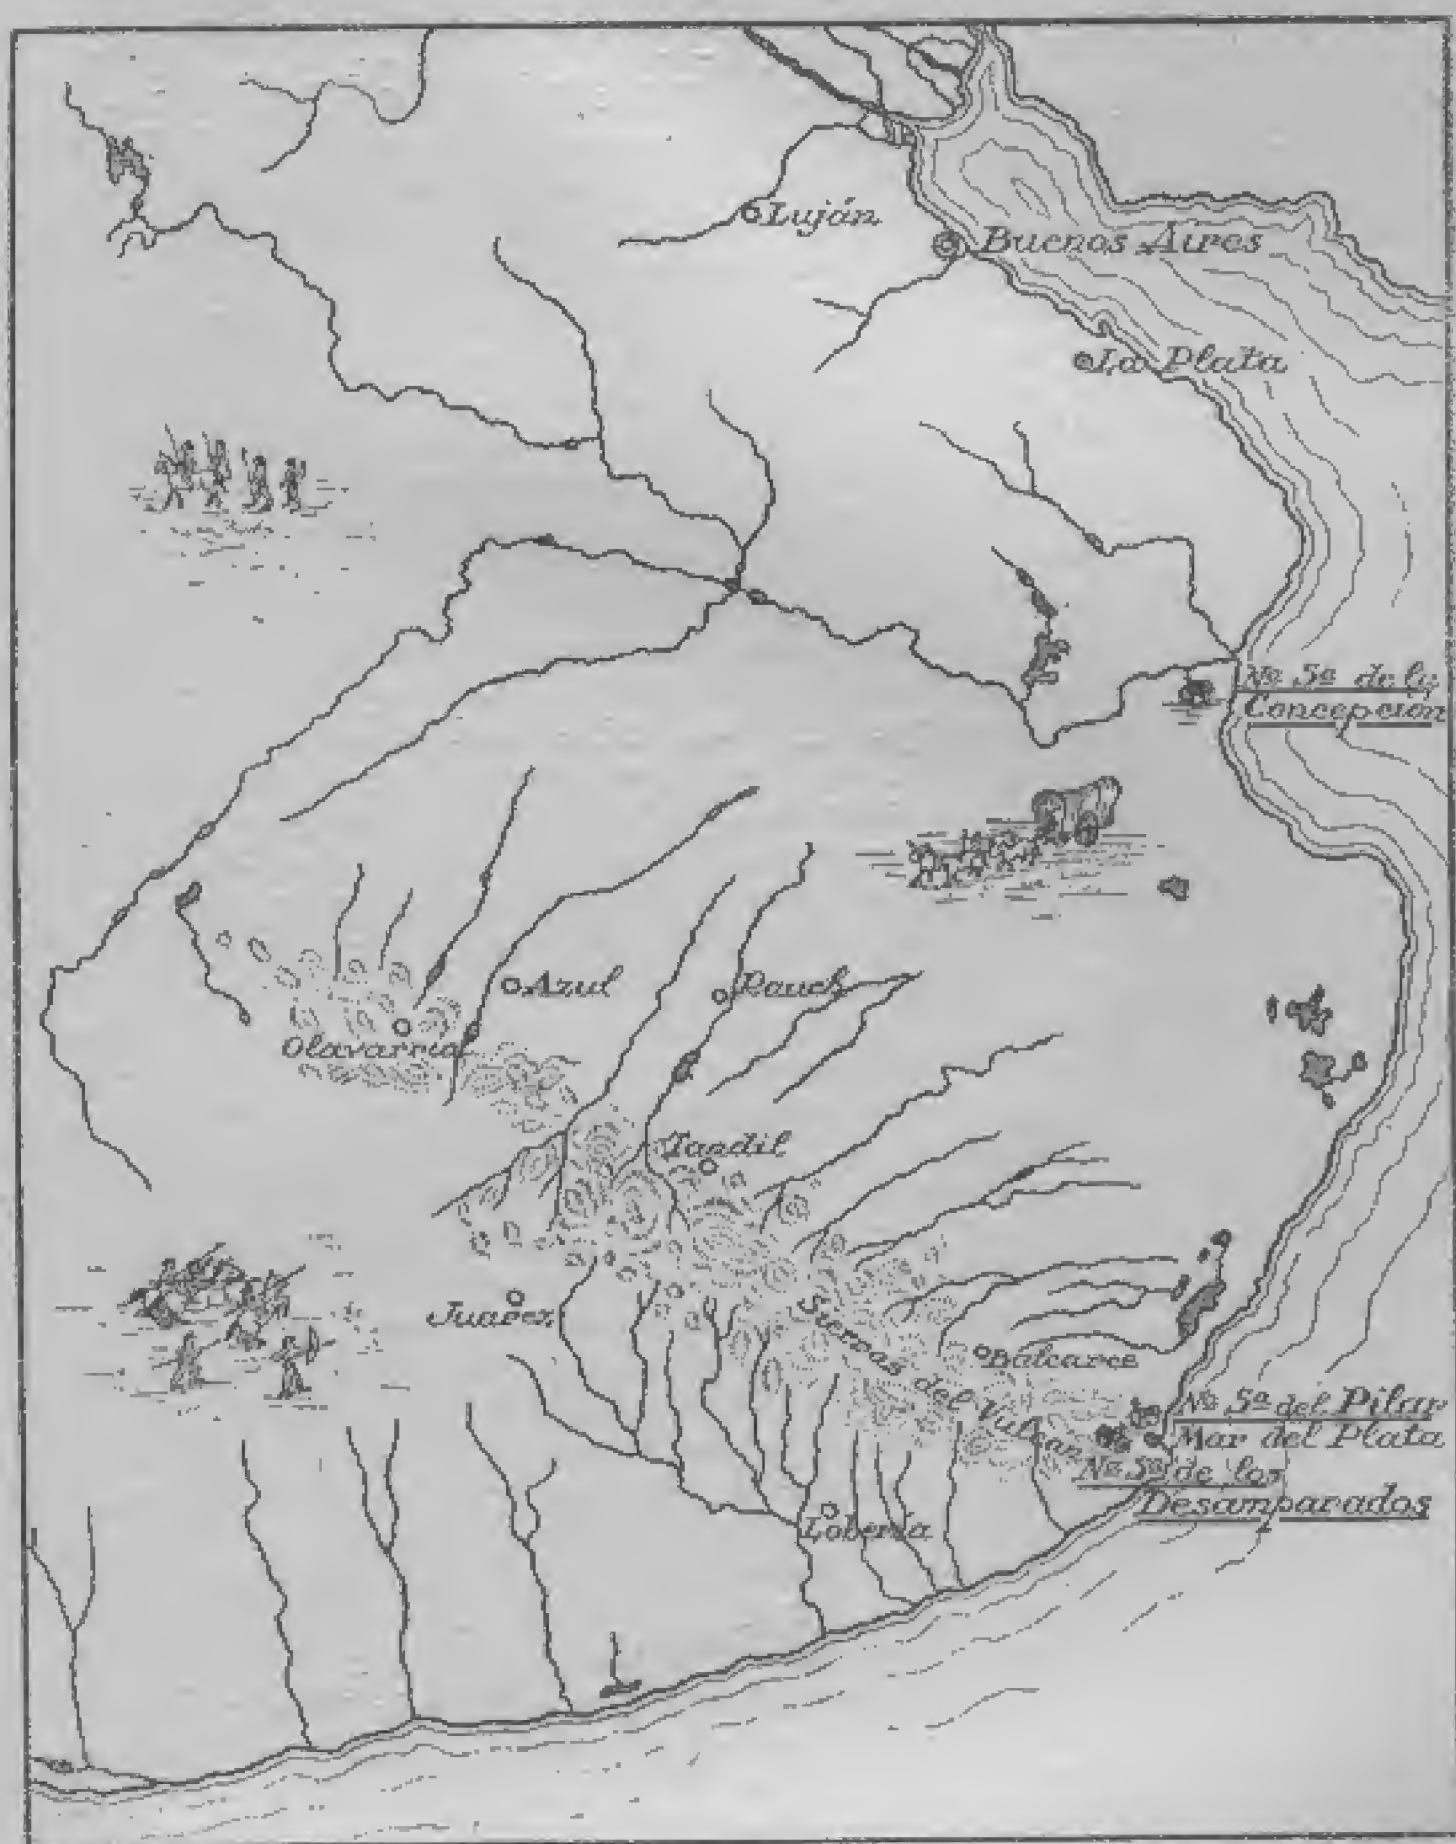 Luján
Buenos Aires
La Plata
Nª Sª de la
Concepción
Azul
Rauch
Olavarria
Tandil
Juarez
Sierras del Vulcan
Balcarce
Nª Sª del Pilar
Mar del Plata
Nª Sª de los
Desamparados
Lobería